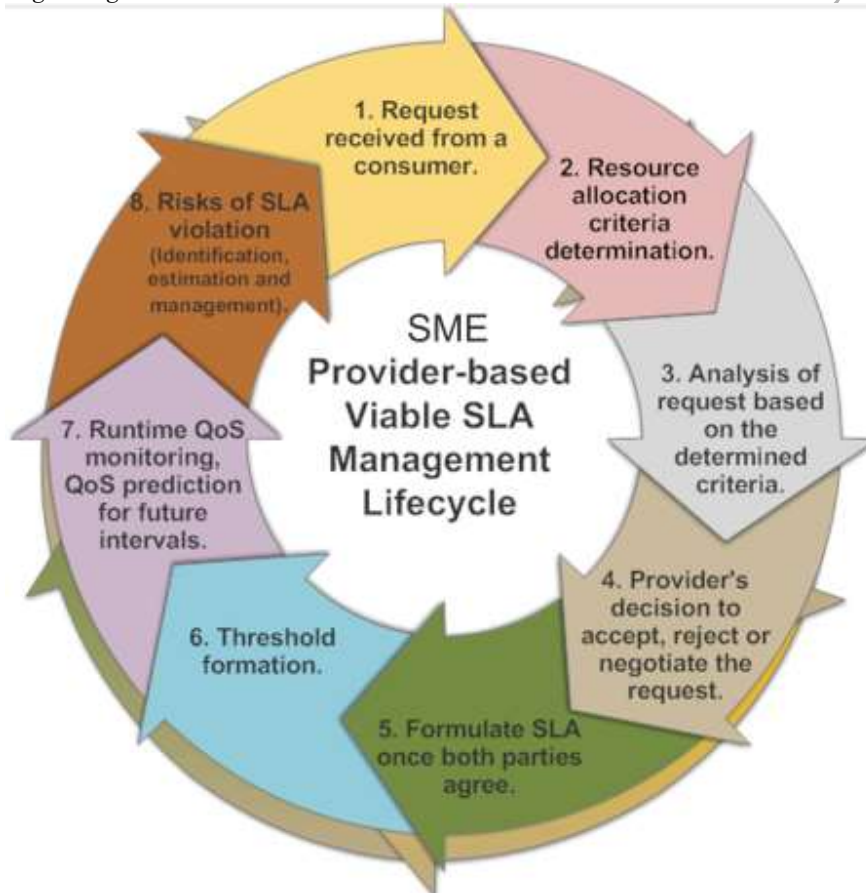 1. Request
received from a
consumer.
2. Resource
allocation
criteria
determination.
3. Analysis of
request based
on the
determined
criteria.
4. Provider's
decision to
accept, reject or
negotiate the
request.
5. Formulate SLA
once both parties
agree.
6. Threshold
formation.
7. Runtime QoS
monitoring,
QoS prediction
for future
intervals.
8. Risks of SLA
violation
(Identification,
estimation and
management).
SME
Provider-based
Viable SLA
Management
Lifecycle